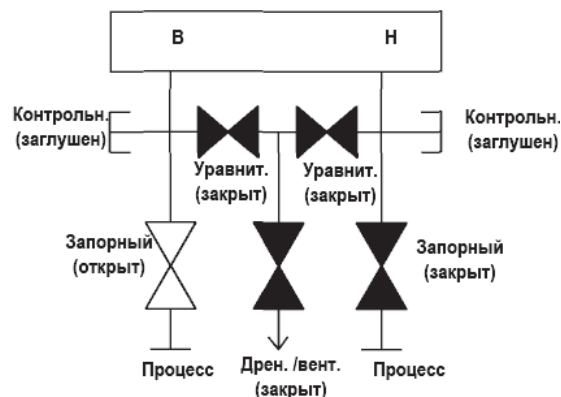 В
Н
Контрольн.
(заглушен)
Контрольн.
(заглушен)
Уравнит.
(закрыт)
Уравнит.
(закрыт)
Запорный
(открыт)
Запорный
(закрыт)
Процесс
Дрен. /вент.
(закрыт)
Процесс